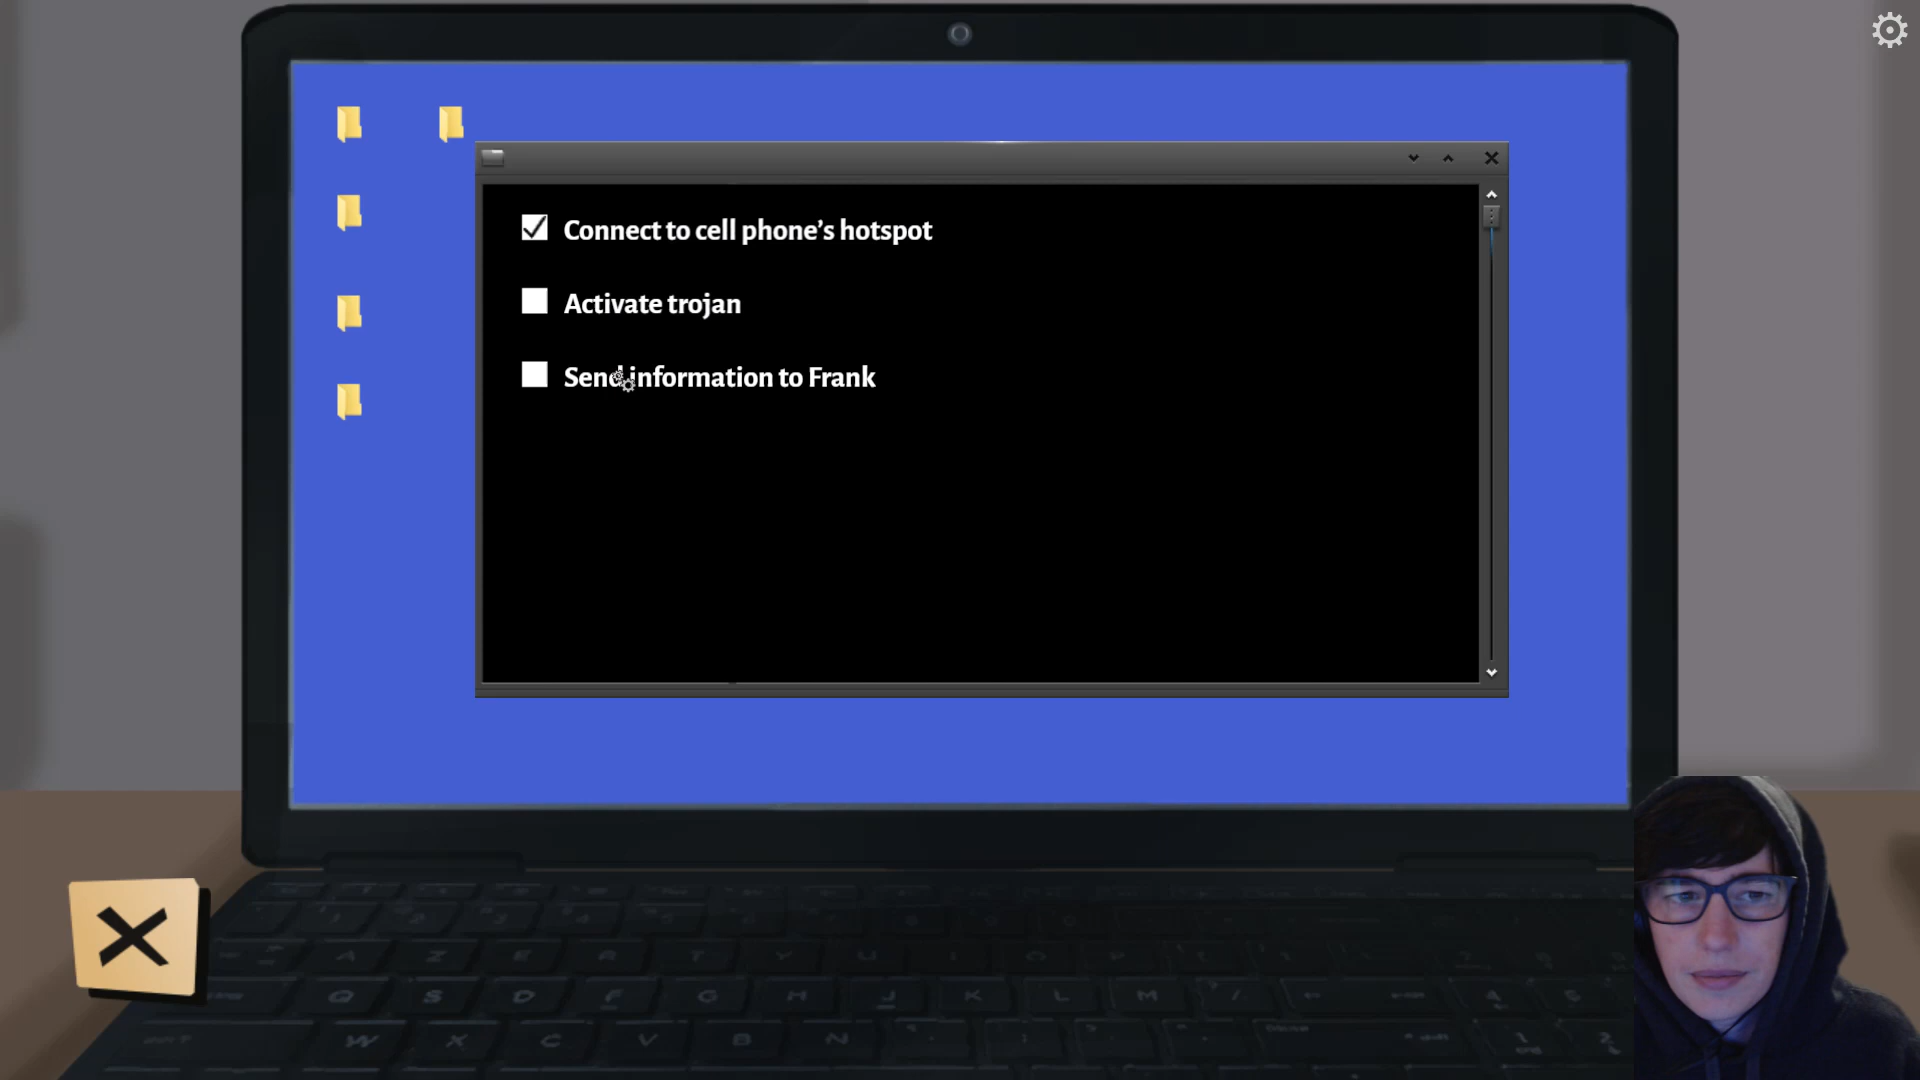 Connect to cell phone's hotspot
Activate trojan
Send information to Frank